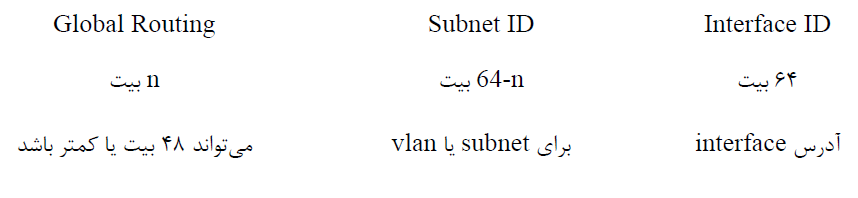 Global Routing Subnet ID Interface ID
n بیت 64-n بیت ۶۴ بیت
می‌تواند ۴۸ بیت یا کمتر باشد برای subnet یا vlan آدرس interface